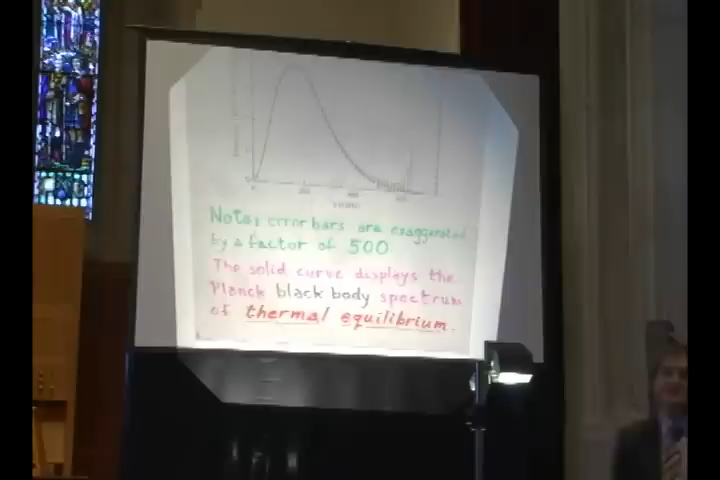 Note: error bars are exaggerated
by a factor of 500
The solid curve displays the
Planck black body spectrum
of thermal equilibrium.